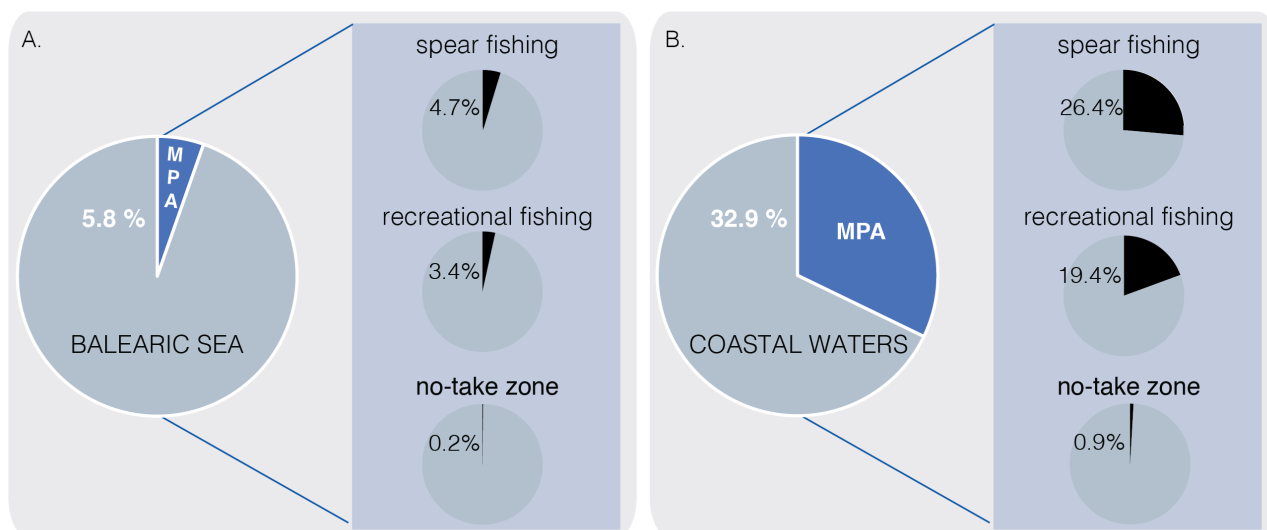 A.
M
P
A
5.8 %
BALEARIC SEA
spear fishing
4.7%
recreational fishing
3.4%
no-take zone
0.2%
B.
32.9 %
MPA
COASTAL WATERS
spear fishing
26.4%
recreational fishing
19.4%
no-take zone
0.9%